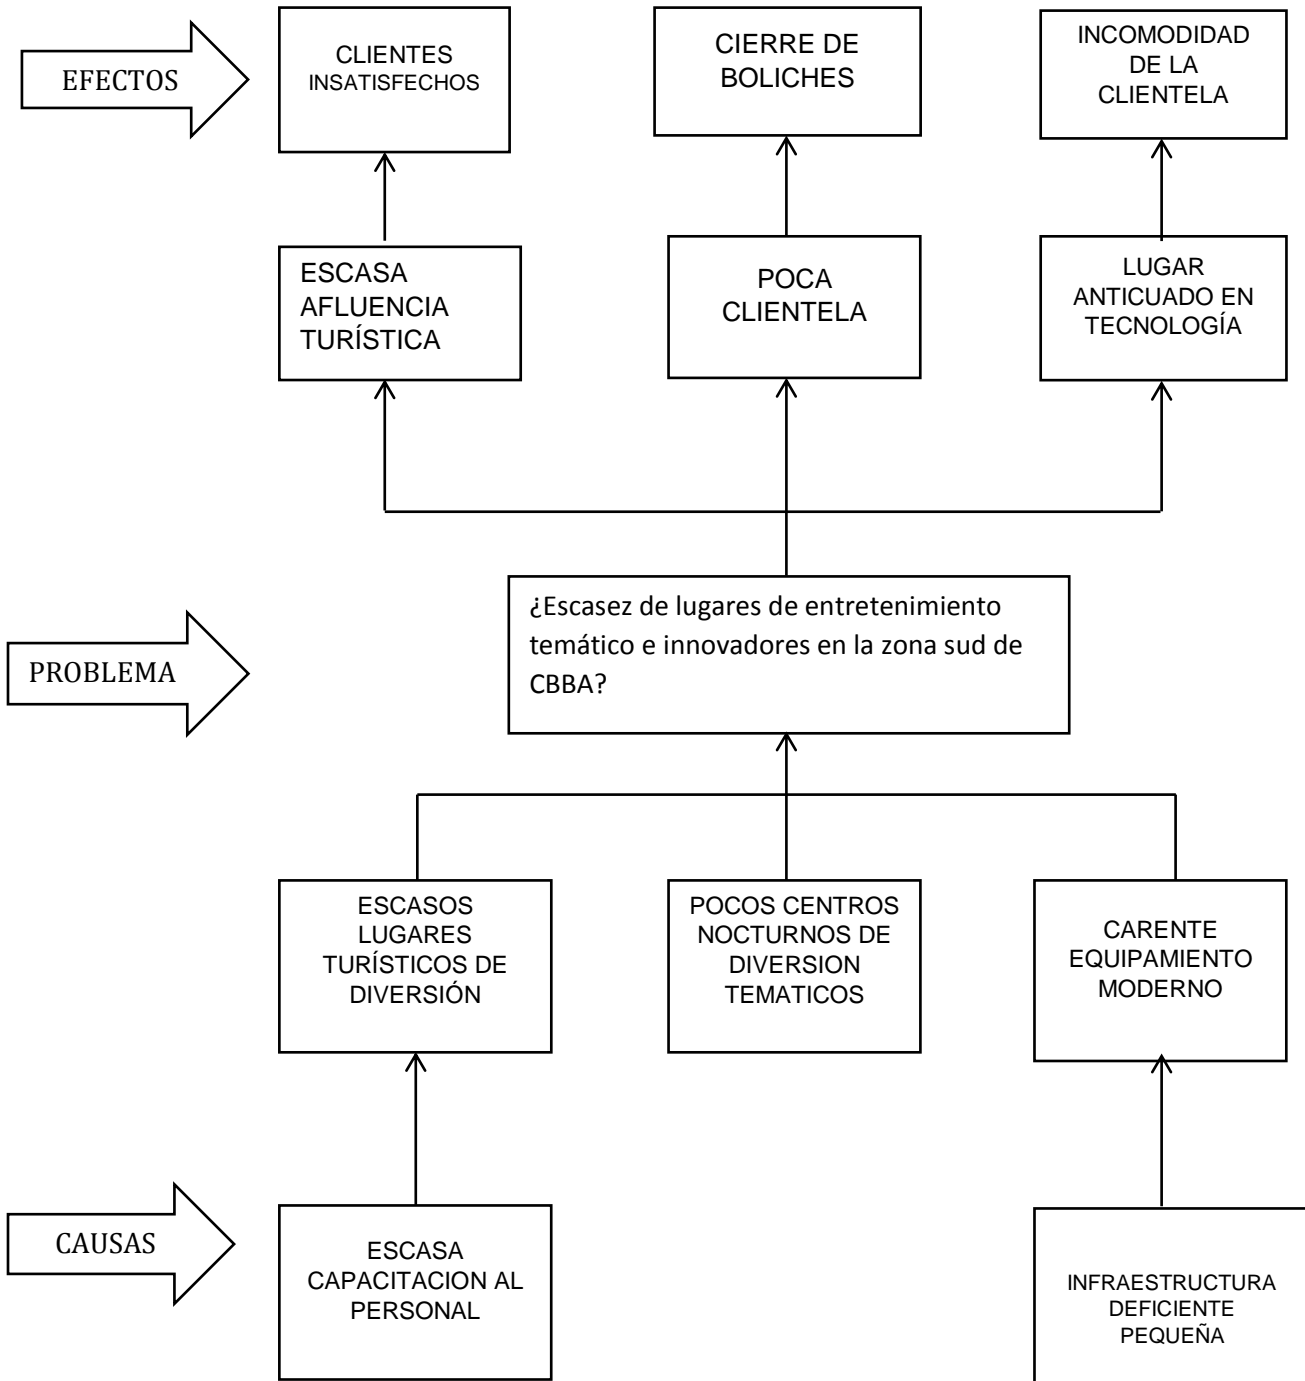 EFECTOS
CLIENTES
INSATISFECHOS
CIERRE DE
BOLICHES
INCOMODIDAD
DE LA
CLIENTELA
ESCASA
AFLUENCIA
TURÍSTICA
POCA
CLIENTELA
LUGAR
ANTICUADO EN
TECNOLOGÍA
PROBLEMA
¿Escasez de lugares de entretenimiento
temático e innovadores en la zona sud de
CBBA?
ESCASOS
LUGARES
TURÍSTICOS DE
DIVERSIÓN
POCOS CENTROS
NOCTURNOS DE
DIVERSION
TEMATICOS
CARENTE
EQUIPAMIENTO
MODERNO
CAUSAS
ESCASA
CAPACITACION AL
PERSONAL
INFRAESTRUCTURA
DEFICIENTE
PEQUEÑA